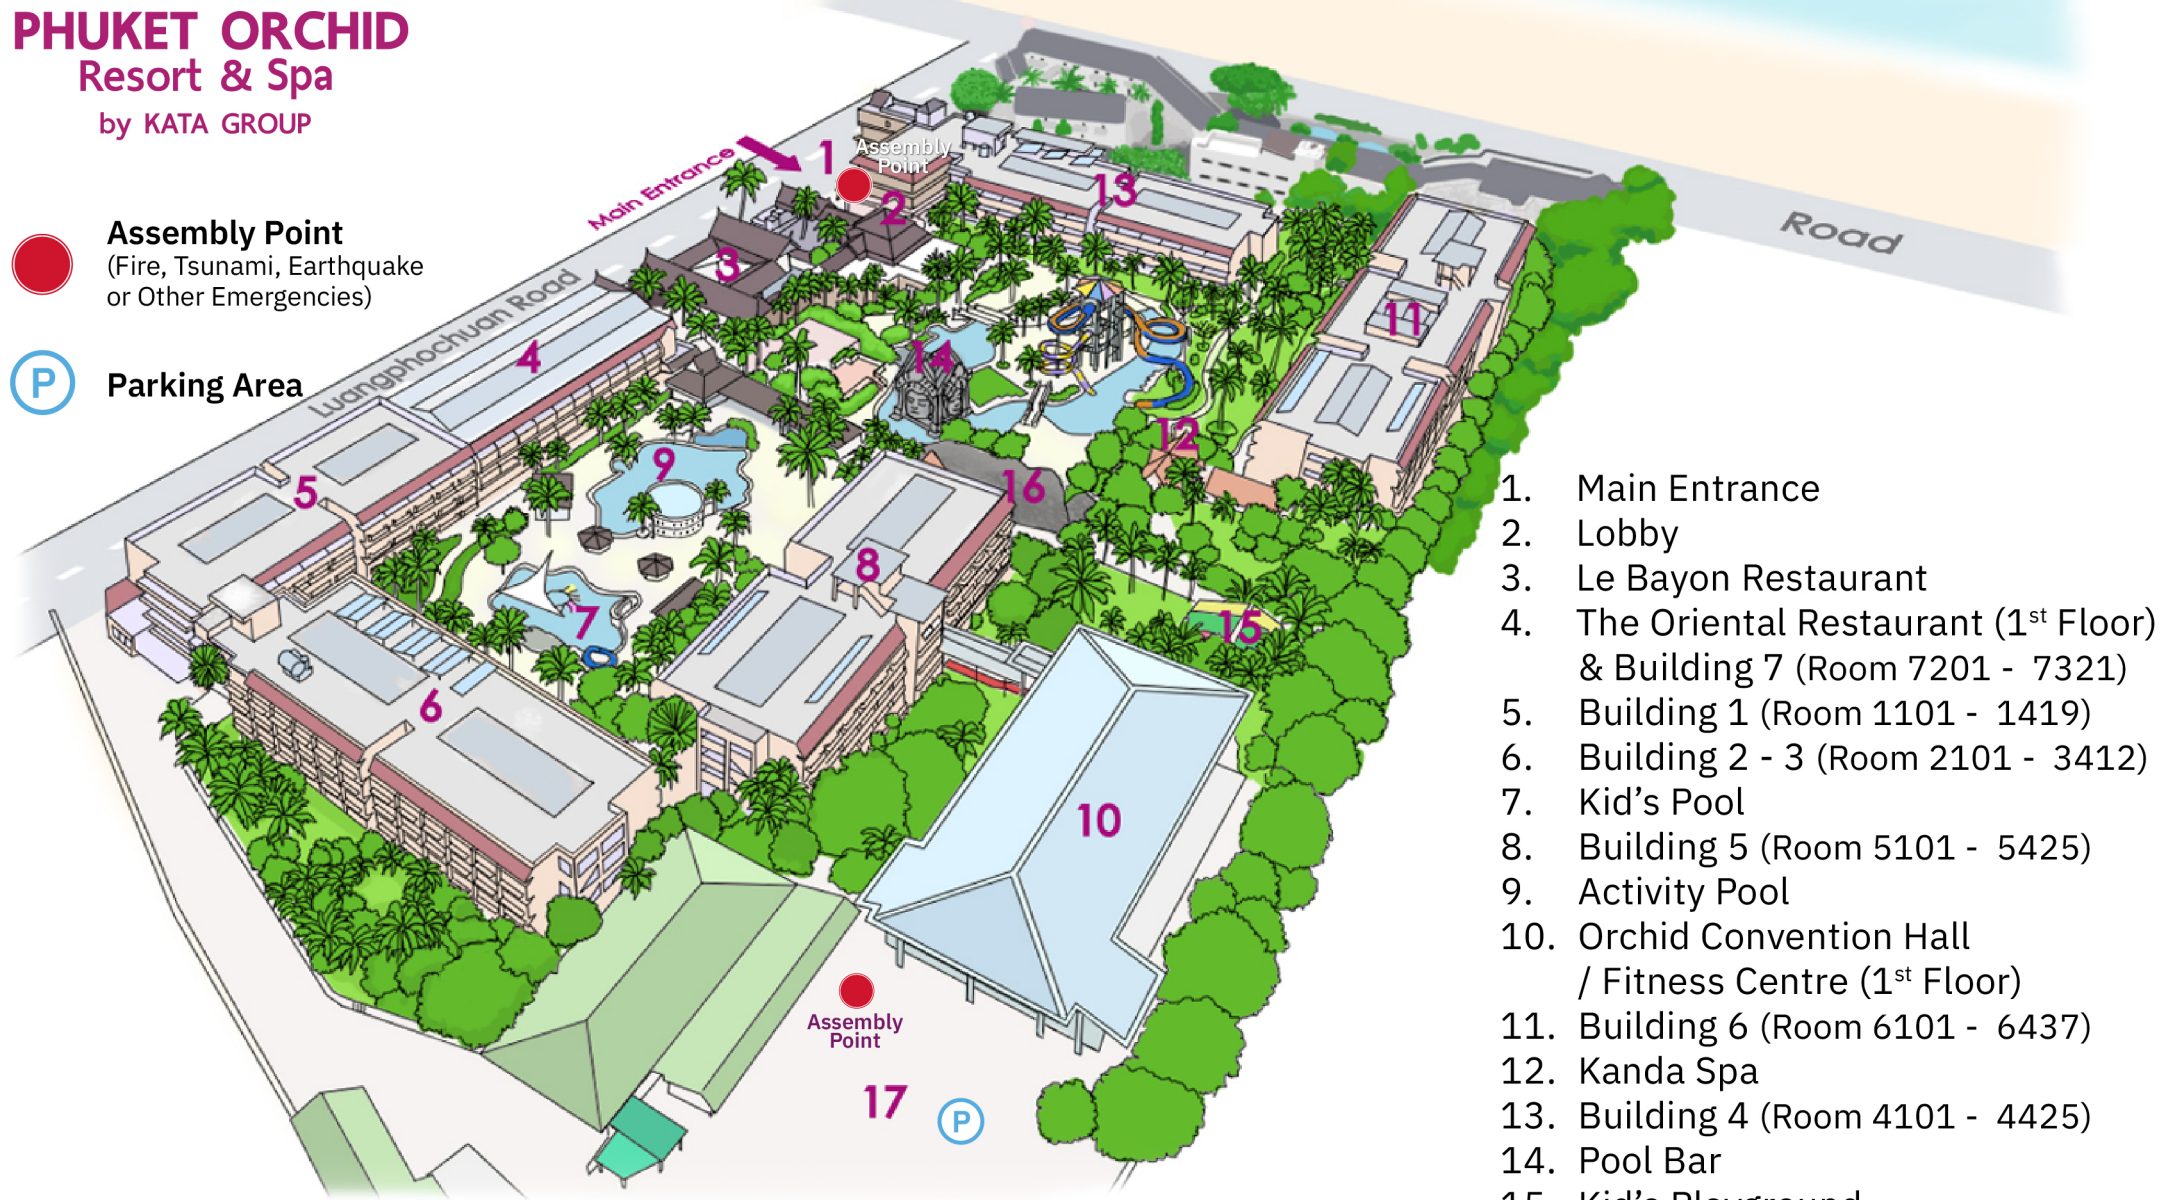 PHUKET ORCHID
Resort & Spa
by KATA GROUP
Assembly Point
(Fire, Tsunami, Earthquake
or Other Emergencies)
P
Parking Area
Main Entrance
1
Assembly
Point
2
13
3
Luangphochuan Road
Road
4
14
11
12
5
9
16
8
7
15
6
10
Assembly
Point
17
P
1. Main Entrance
2. Lobby
3. Le Bayon Restaurant
4. The Oriental Restaurant (1st Floor)
& Building 7 (Room 7201 - 7321)
5. Building 1 (Room 1101 - 1419)
6. Building 2 - 3 (Room 2101 - 3412)
7. Kid's Pool
8. Building 5 (Room 5101 - 5425)
9. Activity Pool
10. Orchid Convention Hall
/ Fitness Centre (1st Floor)
11. Building 6 (Room 6101 - 6437)
12. Kanda Spa
13. Building 4 (Room 4101 - 4425)
14. Pool Bar
15. Kid's Playground